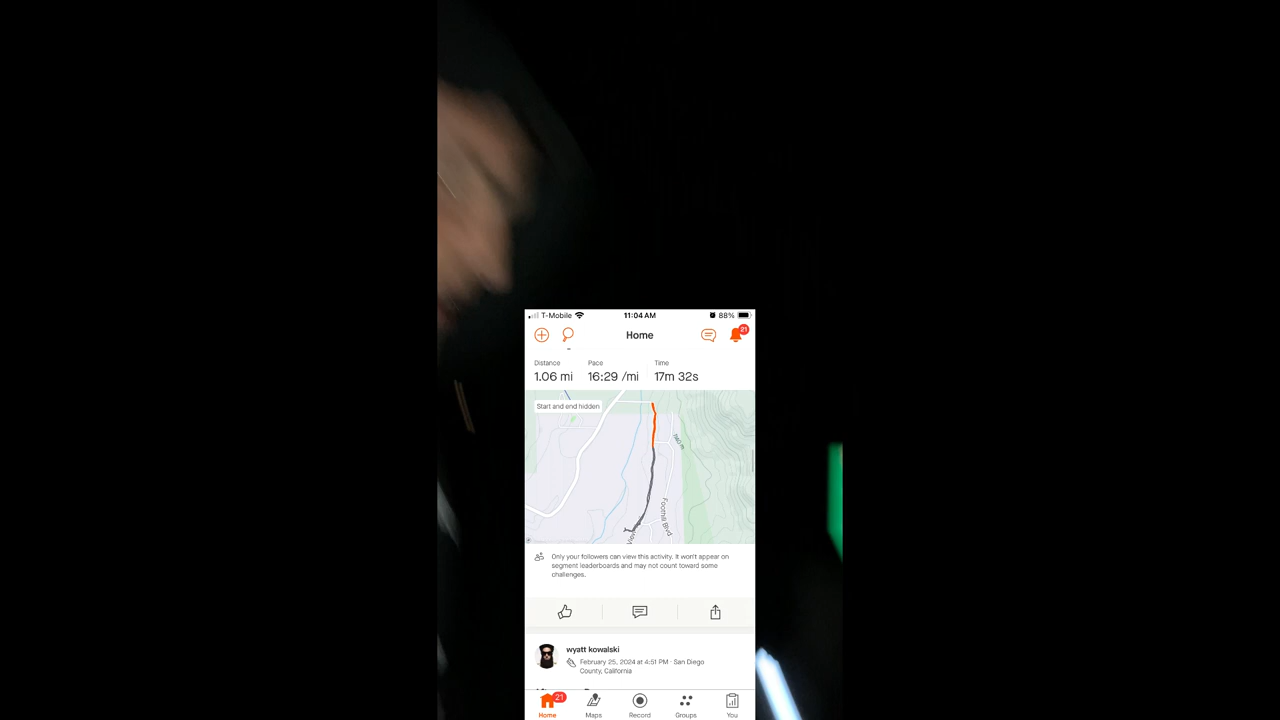 T-Mobile 11:04 AM 88%
Home 21
Distance Pace Time
1.06 mi 16:29 /mi 17m 32s
Start and end hidden
Foothill Blvd
View
Only your followers can view this activity. It won't appear on
segment leaderboards and may not count toward some
challenges.
wyatt kowalski
February 25, 2024 at 4:51 PM · San Diego
County, California
21
Home Maps Record Groups You